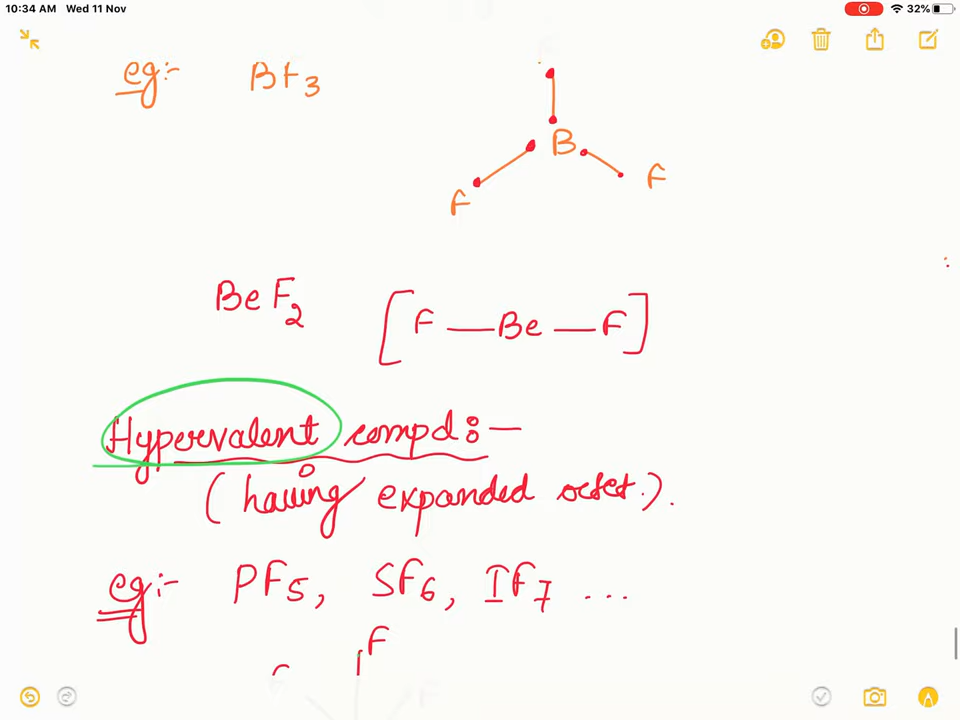 10:34 AM Wed 11 Nov 32%
eg:- BF3
B
F F
BeF2 [F — Be — F]
Hypervalent compd :—
(having expanded octet.).
eg:- PF5, SF6, IF7 ...
F